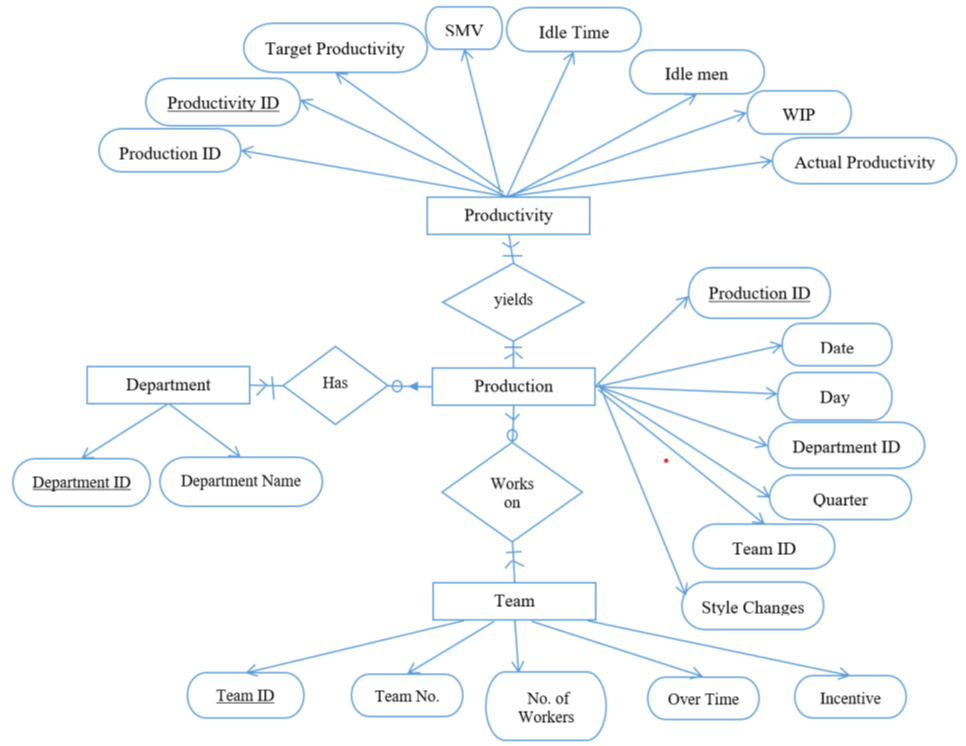 SMV
Idle Time
Target Productivity
Idle men
Productivity ID
WIP
Production ID
Actual Productivity
Productivity
yields
Production ID
Date
Department
Has
Production
Day
Department ID
Department ID
Department Name
Works
on
Quarter
Team ID
Team
Style Changes
Team ID
Team No.
No. of
Workers
Over Time
Incentive